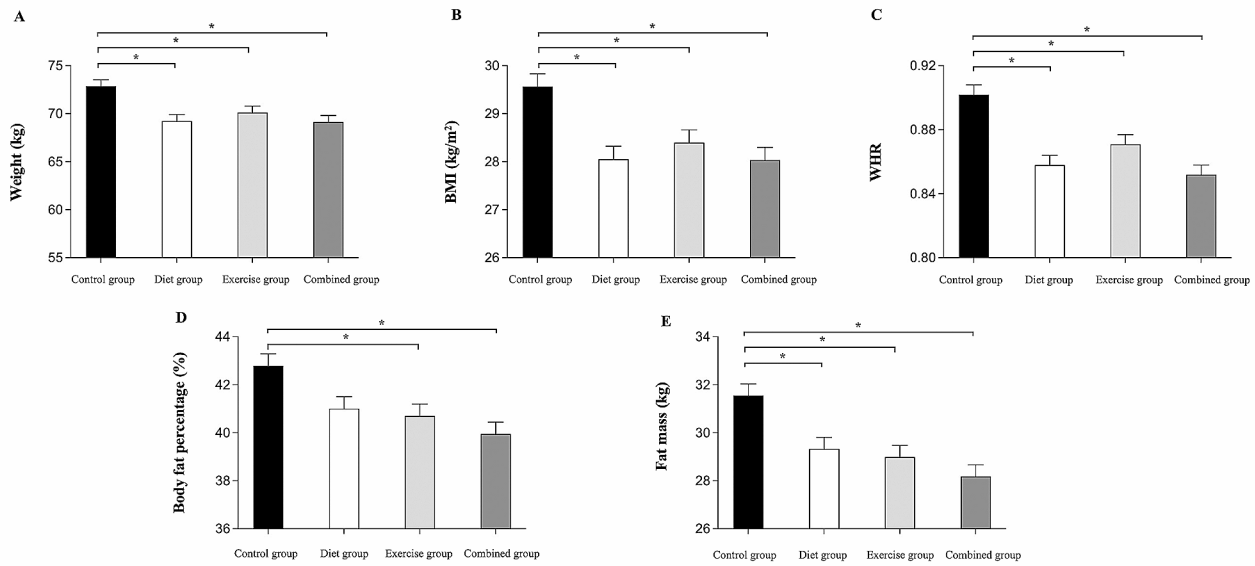 A
Weight (kg)
75
70
65
60
55
*
*
*
Control group Diet group Exercise group Combined group
B
BMI (kg/m²)
30
29
28
27
26
*
*
*
Control group Diet group Exercise group Combined group
C
WHR
0.92
0.88
0.84
0.80
*
*
*
Control group Diet group Exercise group Combined group
D
Body fat percentage (%)
44
42
40
38
36
*
*
Control group Diet group Exercise group Combined group
E
Fat mass (kg)
34
32
31
28
26
*
*
*
Control group Diet group Exercise group Combined group